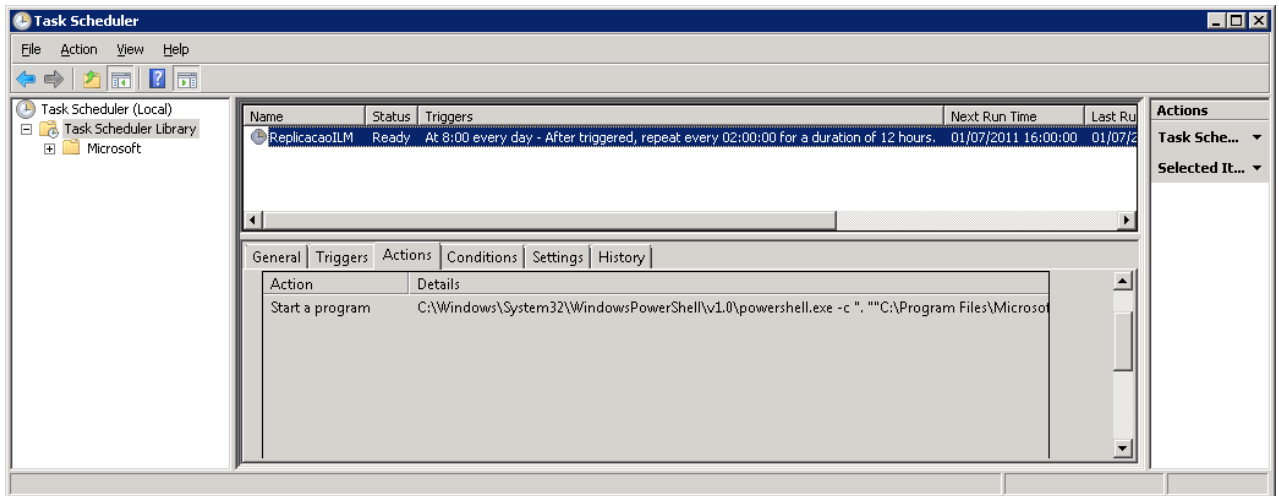 Task Scheduler
File Action View Help
Task Scheduler (Local)
Task Scheduler Library
Microsoft
Name Status Triggers Next Run Time Last Ru
ReplicacaoILM Ready At 8:00 every day - After triggered, repeat every 02:00:00 for a duration of 12 hours. 01/07/2011 16:00:00 01/07/2
General Triggers Actions Conditions Settings History
Action Details
Start a program C:\Windows\System32\WindowsPowerShell\v1.0\powershell.exe -c ". ""C:\Program Files\Microsof
Actions
Task Sche...
Selected It...